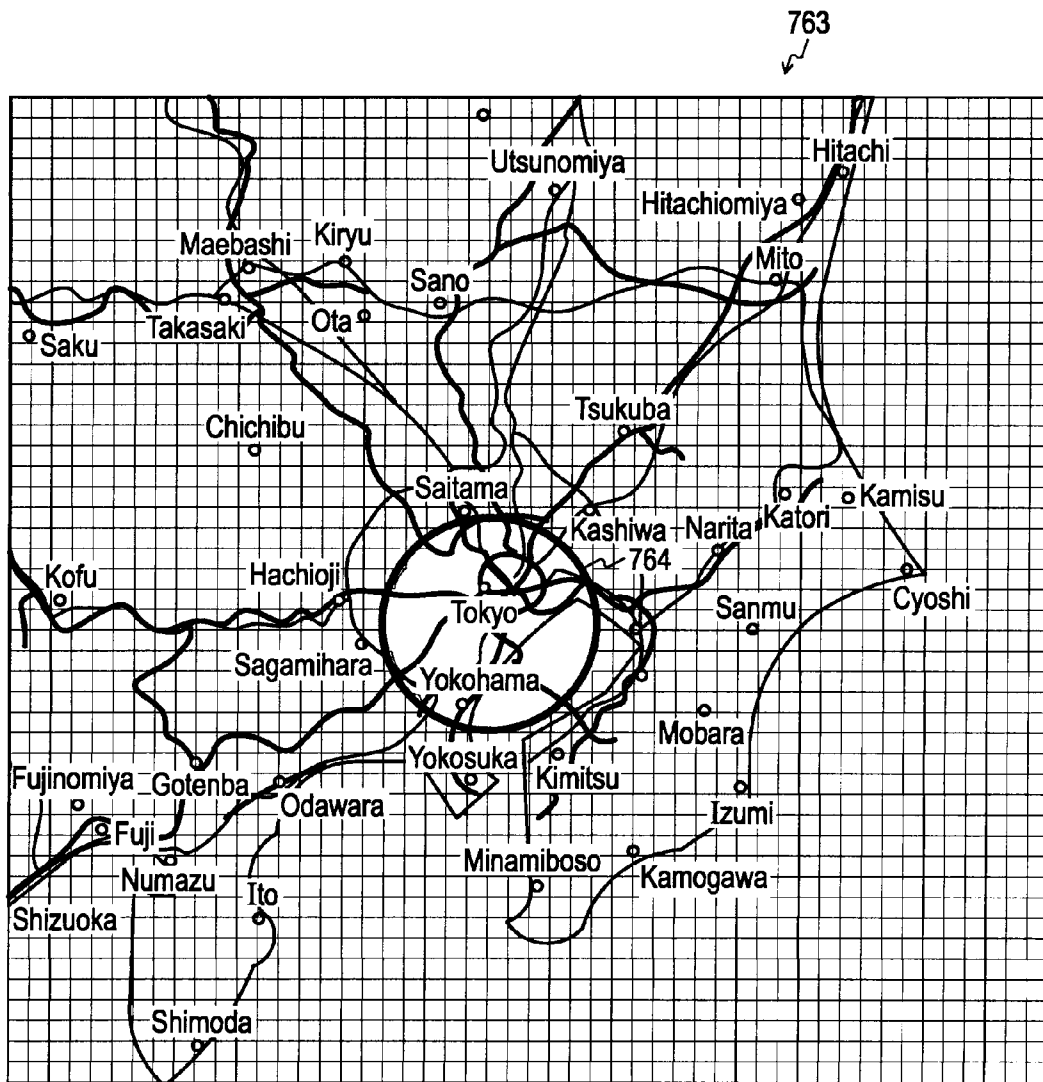 763
Hitachi
Utsunomiya
Hitachiomiya
Kiryu
Maebashi
Mito
Sano
Takasaki
Ota
Saku
Tsukuba
Chichibu
Saitama
Kamisu
Katori
Kashiwa
Narita
764
Hachioji
Kofu
Cyoshi
Tokyo
Sanmu
Sagamihara
Yokohama
Mobara
Yokosuka
Kimitsu
Fujinomiya
Gotenba
Odawara
Izumi
Fuji
Minamiboso
Numazu
Kamogawa
Ito
Shizuoka
Shimoda